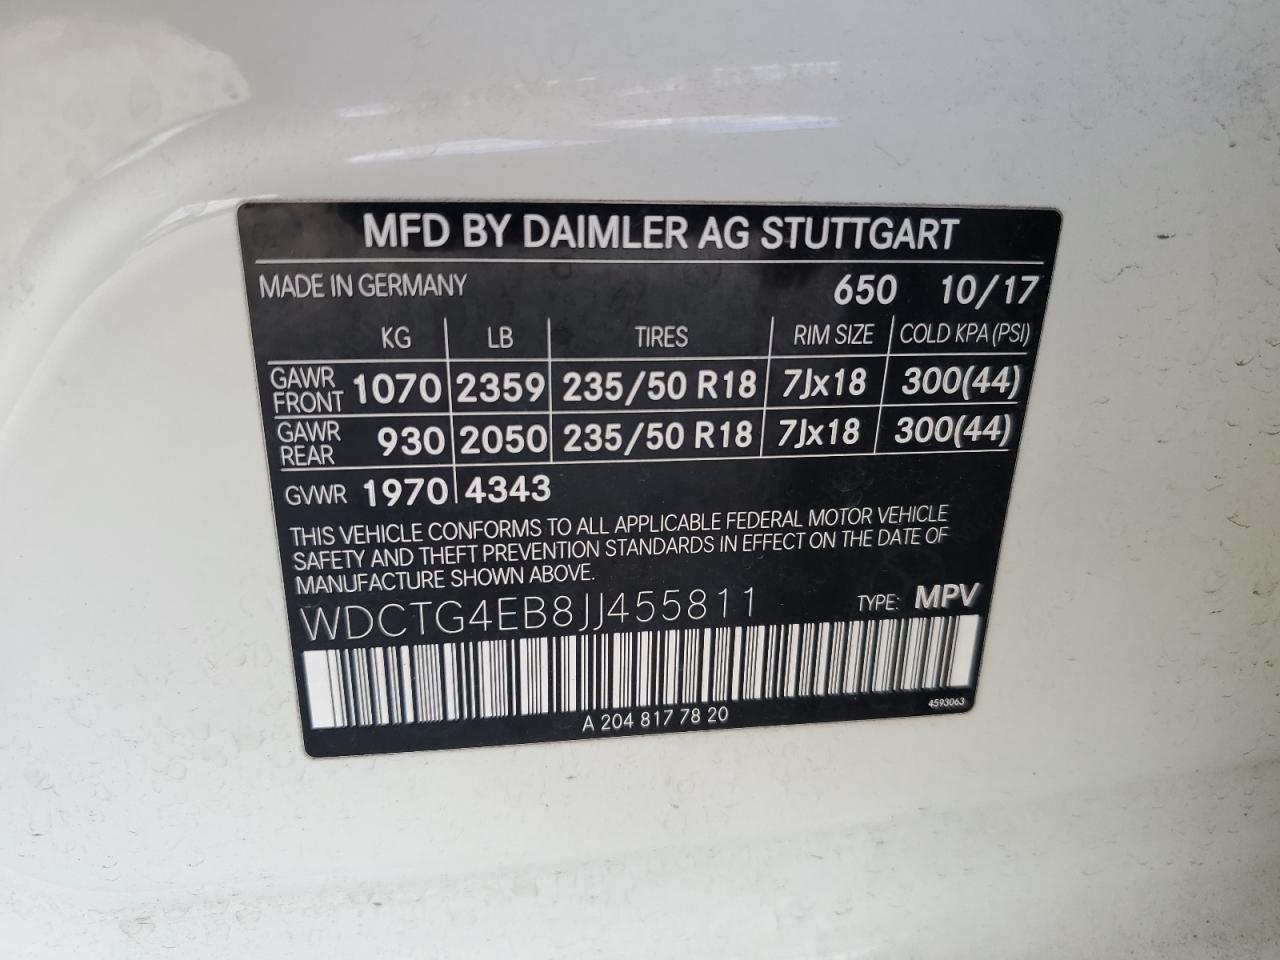 MFD BY DAIMLER AG STUTTGART
MADE IN GERMANY 650 10/17
KG LB TIRES RIM SIZE COLD KPA (PSI)
GAWR FRONT 1070 2359 235/50 R18 7Jx18 300(44)
GAWR REAR 930 2050 235/50 R18 7Jx18 300(44)
GVWR 1970 4343
THIS VEHICLE CONFORMS TO ALL APPLICABLE FEDERAL MOTOR VEHICLE
SAFETY AND THEFT PREVENTION STANDARDS IN EFFECT ON THE DATE OF
MANUFACTURE SHOWN ABOVE.
WDCTG4EB8JJ455811 TYPE: MPV
A 204 817 78 20 4593063